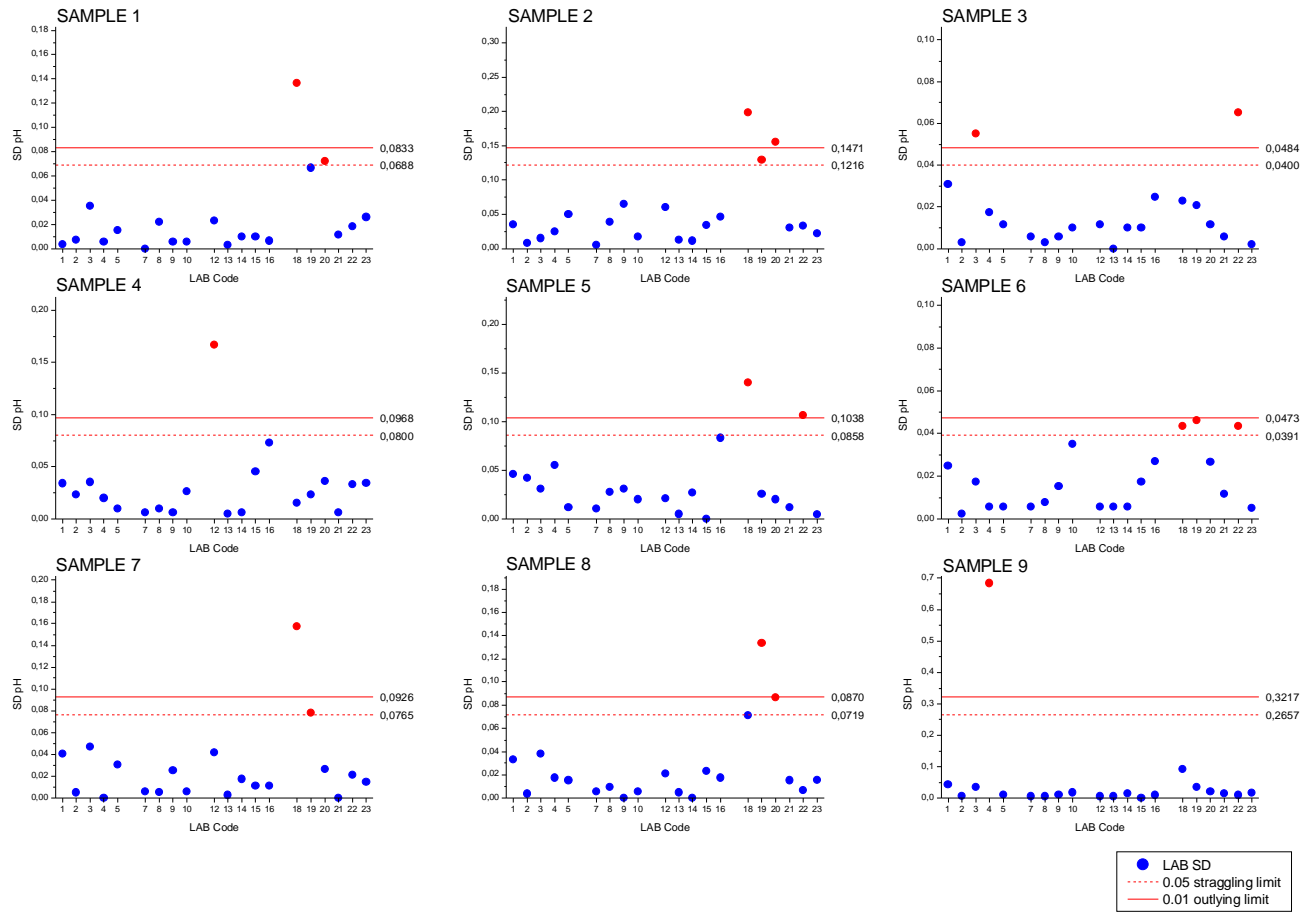 SAMPLE 1
0,18
0,16
0,14
0,12
0,10
0,08
0,06
0,04
0,02
0,00
SD pH
0,0833
0,0688
1 2 3 4 5 7 8 9 10 12 13 14 15 16 18 19 20 21 22 23
LAB Code
SAMPLE 2
0,30
0,25
0,20
0,15
0,10
0,05
0,00
SD pH
0,1471
0,1216
1 2 3 4 5 7 8 9 10 12 13 14 15 16 18 19 20 21 22 23
LAB Code
SAMPLE 3
0,10
0,08
0,06
0,04
0,02
0,00
SD pH
0,0484
0,0400
1 2 3 4 5 7 8 9 10 12 13 14 15 16 18 19 20 21 22 23
LAB Code
SAMPLE 4
0,20
0,15
0,10
0,05
0,00
SD pH
0,0968
0,0800
1 2 3 4 5 7 8 9 10 12 13 14 15 16 18 19 20 21 22 23
LAB Code
SAMPLE 5
0,20
0,15
0,10
0,05
0,00
SD pH
0,1038
0,0858
1 2 3 4 5 7 8 9 10 12 13 14 15 16 18 19 20 21 22 23
LAB Code
SAMPLE 6
0,10
0,08
0,06
0,04
0,02
0,00
SD pH
0,0473
0,0391
1 2 3 4 5 7 8 9 10 12 13 14 15 16 18 19 20 21 22 23
LAB Code
SAMPLE 7
0,20
0,18
0,16
0,14
0,12
0,10
0,08
0,06
0,04
0,02
0,00
SD pH
0,0926
0,0765
1 2 3 4 5 7 8 9 10 12 13 14 15 16 18 19 20 21 22 23
LAB Code
SAMPLE 8
0,18
0,16
0,14
0,12
0,10
0,08
0,06
0,04
0,02
0,00
SD pH
0,0870
0,0719
1 2 3 4 5 7 8 9 10 12 13 14 15 16 18 19 20 21 22 23
LAB Code
SAMPLE 9
0,7
0,6
0,5
0,4
0,3
0,2
0,1
0,0
SD pH
0,3217
0,2657
1 2 3 4 5 7 8 9 10 12 13 14 15 16 18 19 20 21 22 23
LAB Code
LAB SD
0.05 straggling limit
0.01 outlying limit